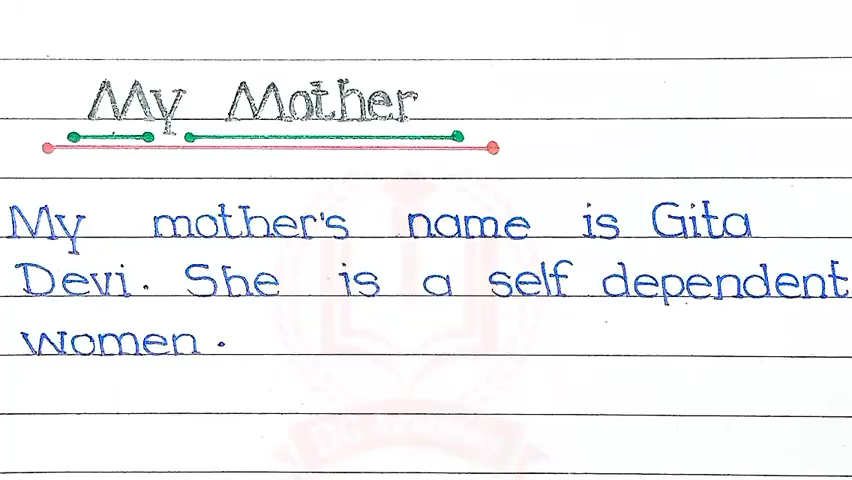 My Mother
My mother's name is Gita
Devi. She is a self dependent
women.